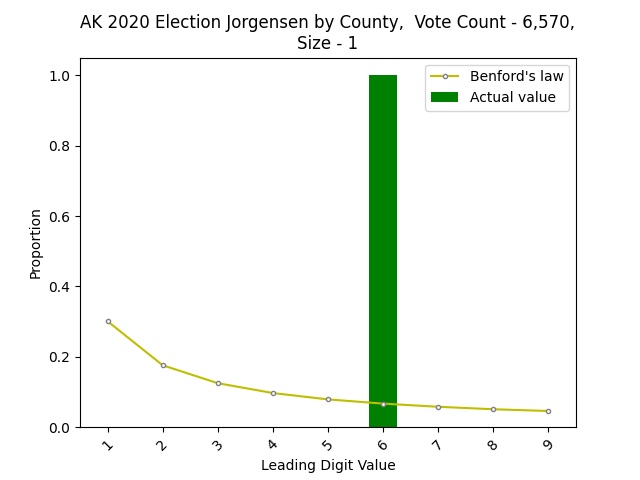 AK 2020 Election Jorgensen by County,  Vote Count - 6,570,
Size - 1
Benford's law
Actual value
Proportion
1.0
0.8
0.6
0.4
0.2
0.0
1 2 3 4 5 6 7 8 9
Leading Digit Value